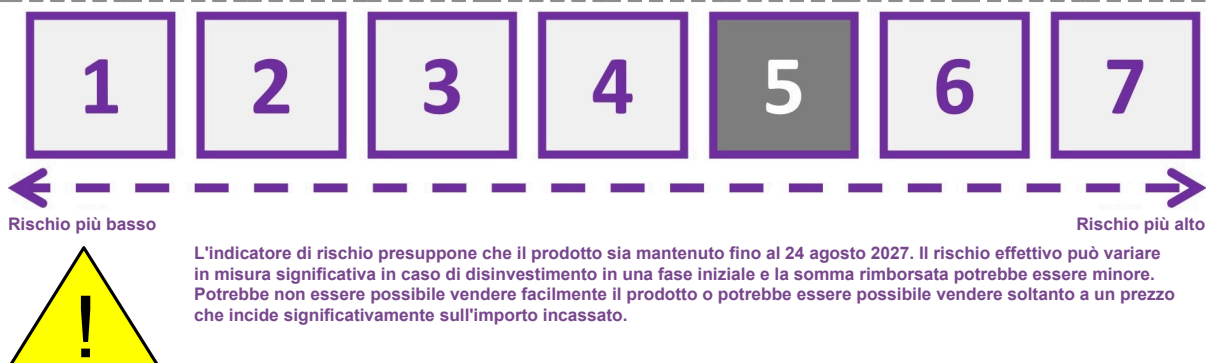 1 2 3 4 5 6 7
Rischio più basso Rischio più alto
L'indicatore di rischio presuppone che il prodotto sia mantenuto fino al 24 agosto 2027. Il rischio effettivo può variare
in misura significativa in caso di disinvestimento in una fase iniziale e la somma rimborsata potrebbe essere minore.
Potrebbe non essere possibile vendere facilmente il prodotto o potrebbe essere possibile vendere soltanto a un prezzo
che incide significativamente sull'importo incassato.
!